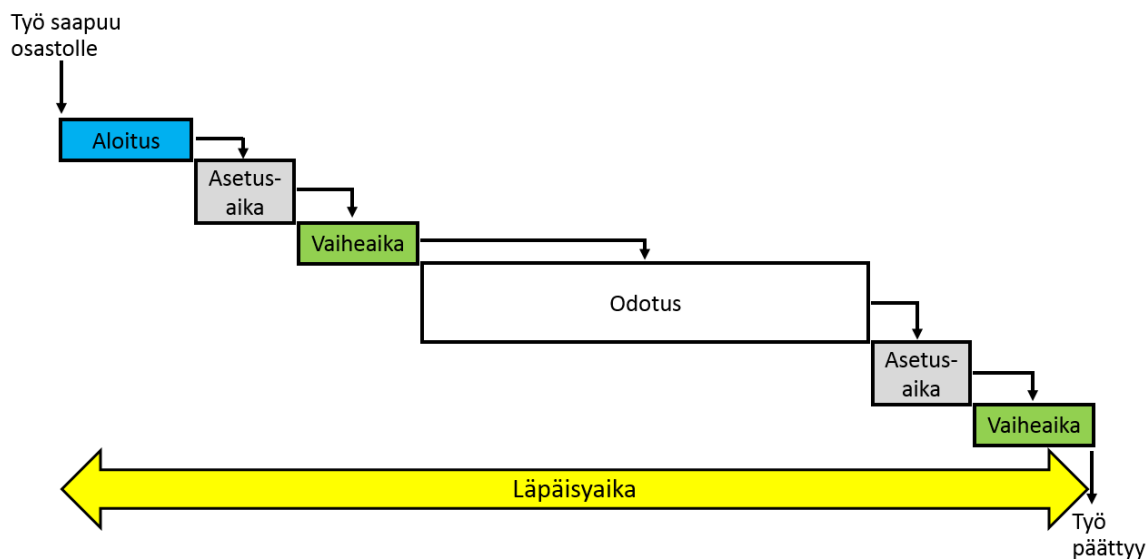 Työ saapuu
osastolle
Aloitus
Asetus-
aika
Vaiheaika
Odotus
Asetus-
aika
Vaiheaika
Läpäisyaika
Työ
päättyy